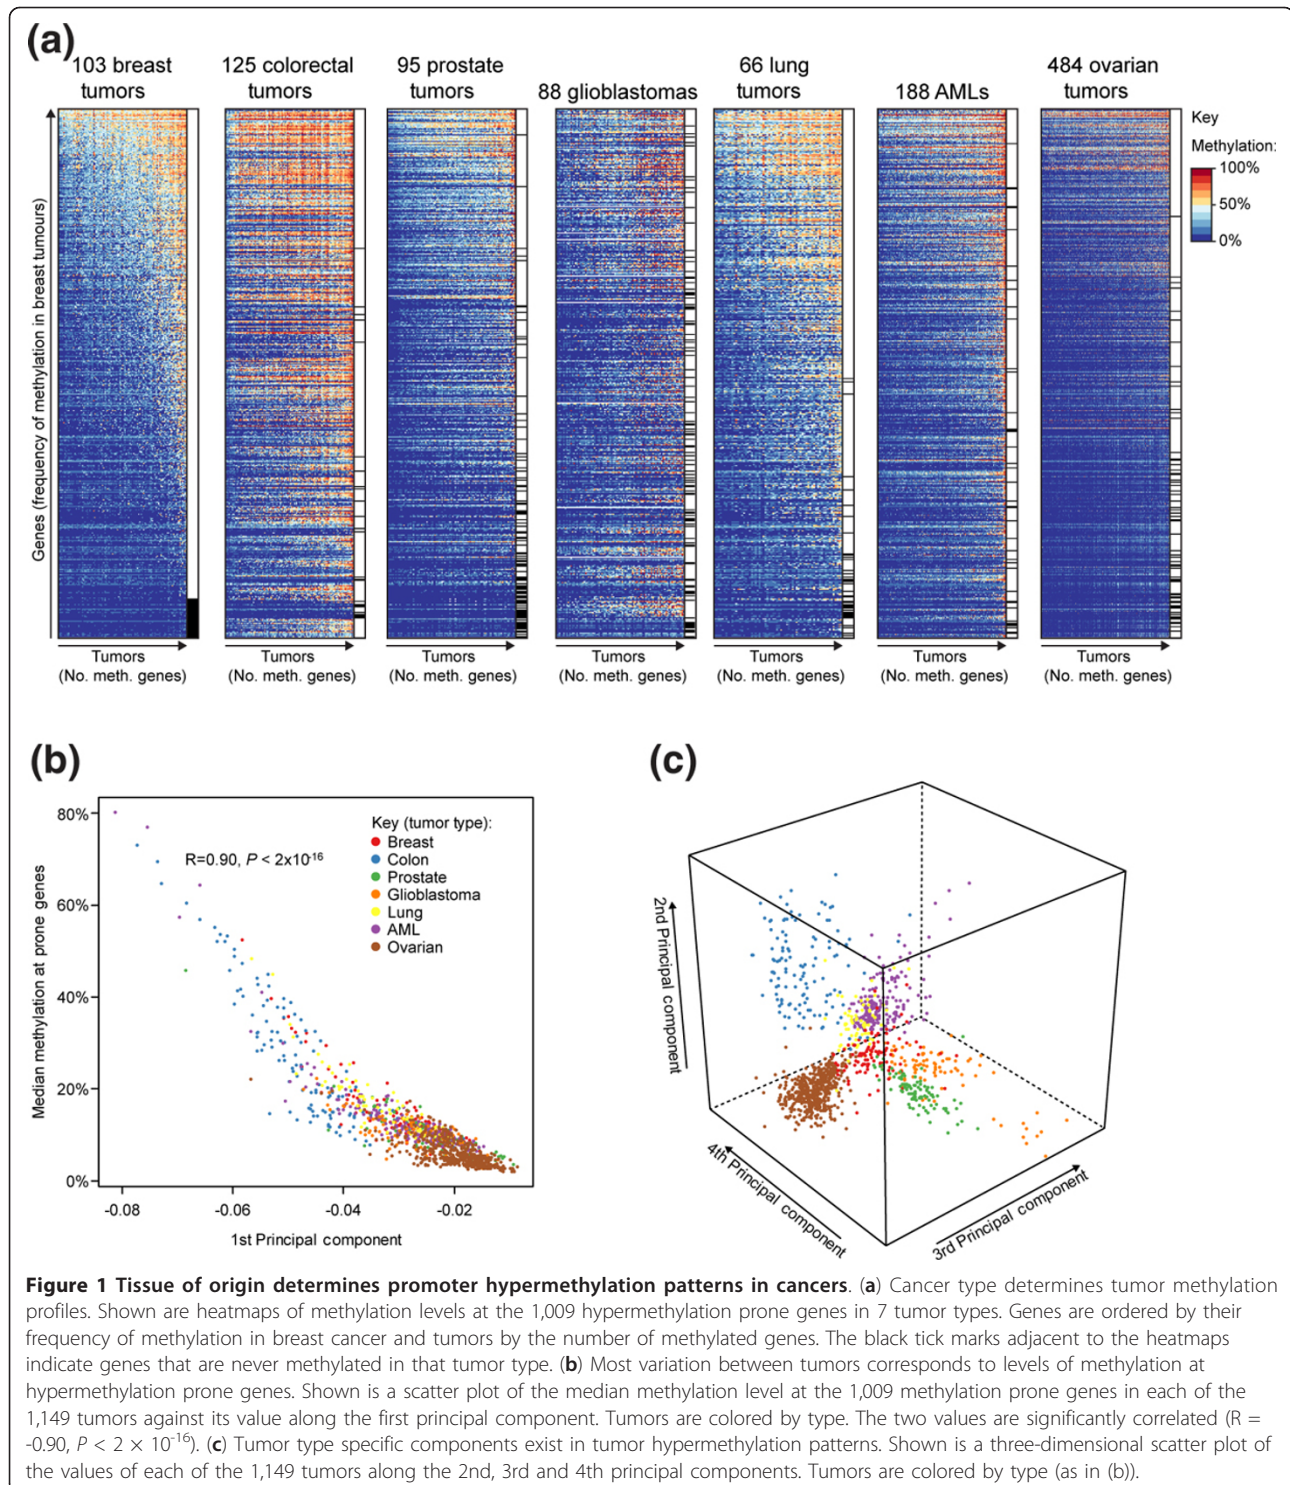 (a)
103 breast
tumors
125 colorectal
tumors
95 prostate
tumors
88 glioblastomas
66 lung
tumors
188 AMLs
484 ovarian
tumors
Key
Methylation:
100%
50%
0%
Genes (frequency of methylation in breast tumours)
Tumors
(No. meth. genes)
Tumors
(No. meth. genes)
Tumors
(No. meth. genes)
Tumors
(No. meth. genes)
Tumors
(No. meth. genes)
Tumors
(No. meth. genes)
Tumors
(No. meth. genes)
(b)
80%
60%
40%
20%
0%
Median methylation at prone genes
R=0.90, P < 2x10-16
Key (tumor type):
Breast
Colon
Prostate
Glioblastoma
Lung
AML
Ovarian
-0.08
-0.06
-0.04
-0.02
1st Principal component
(c)
2nd Principal component
4th Principal component
3rd Principal component
Figure 1 Tissue of origin determines promoter hypermethylation patterns in cancers. (a) Cancer type determines tumor methylation
profiles. Shown are heatmaps of methylation levels at the 1,009 hypermethylation prone genes in 7 tumor types. Genes are ordered by their
frequency of methylation in breast cancer and tumors by the number of methylated genes. The black tick marks adjacent to the heatmaps
indicate genes that are never methylated in that tumor type. (b) Most variation between tumors corresponds to levels of methylation at
hypermethylation prone genes. Shown is a scatter plot of the median methylation level at the 1,009 methylation prone genes in each of the
1,149 tumors against its value along the first principal component. Tumors are colored by type. The two values are significantly correlated (R =
-0.90, P < 2 × 10-16). (c) Tumor type specific components exist in tumor hypermethylation patterns. Shown is a three-dimensional scatter plot of
the values of each of the 1,149 tumors along the 2nd, 3rd and 4th principal components. Tumors are colored by type (as in (b)).